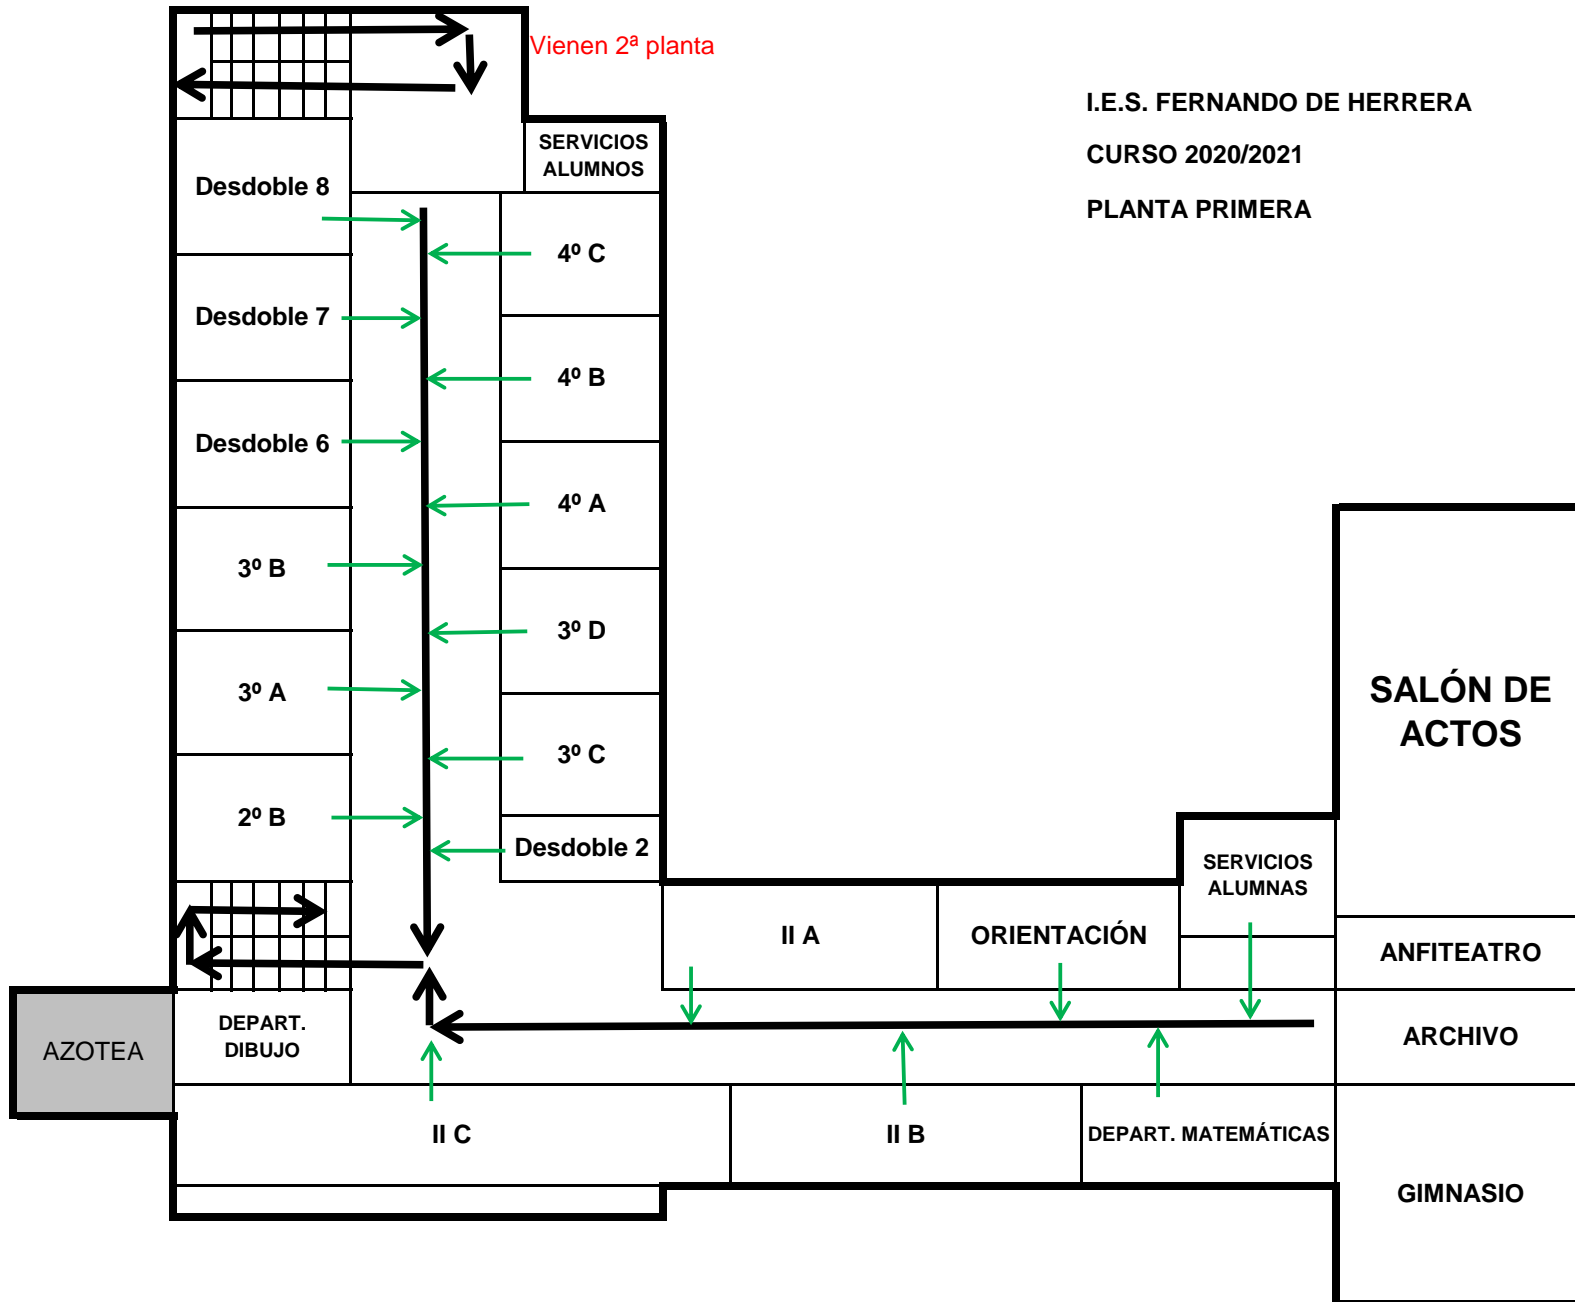 Vienen 2ª planta
I.E.S. FERNANDO DE HERRERA
CURSO 2020/2021
PLANTA PRIMERA
SERVICIOS
ALUMNOS
Desdoble 8
4º C
Desdoble 7
4º B
Desdoble 6
4º A
3º B
3º D
3º A
3º C
2º B
Desdoble 2
SALÓN DE
ACTOS
SERVICIOS
ALUMNAS
II A
ORIENTACIÓN
ANFITEATRO
AZOTEA
DEPART.
DIBUJO
ARCHIVO
II C
II B
DEPART. MATEMÁTICAS
GIMNASIO